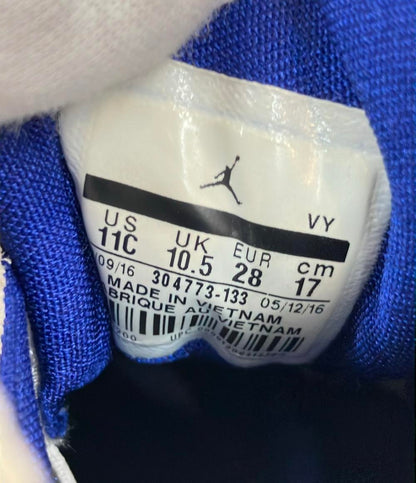 VY
US UK EUR cm
11C 10.5 28 17
09/16 304773-133 05/12/16
MADE IN VIETNAM
BRIQUE AU VIETNAM